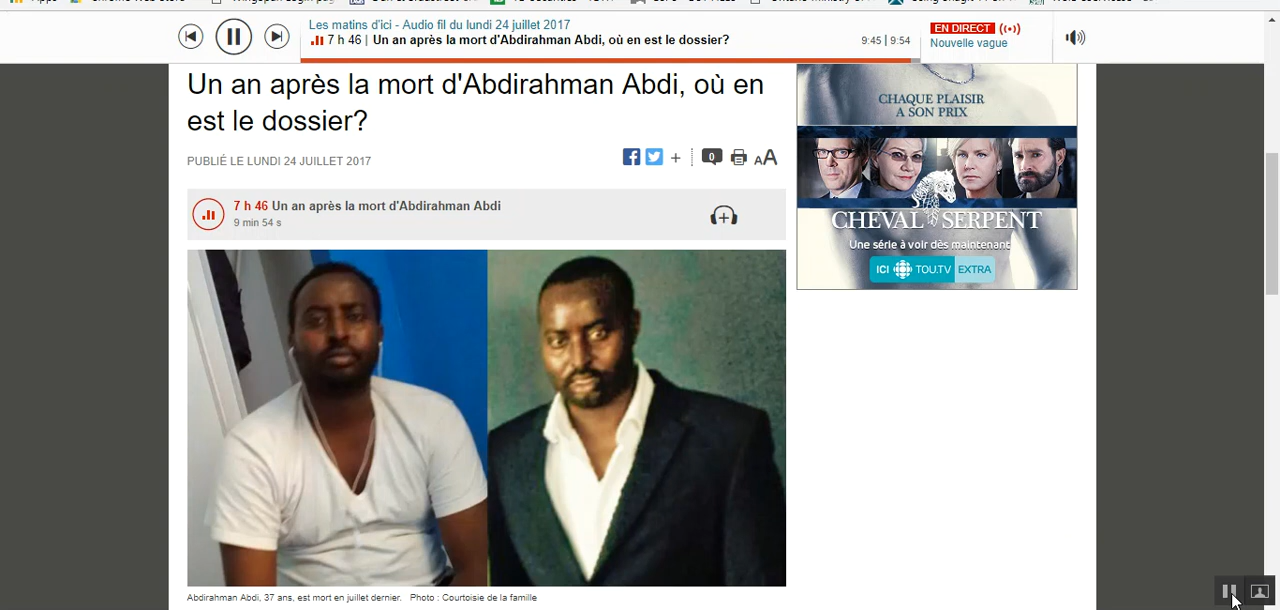 Les matins d'ici - Audio fil du lundi 24 juillet 2017
7 h 46 | Un an après la mort d'Abdirahman Abdi, où en est le dossier?
9:45 | 9:54
EN DIRECT
Nouvelle vague
Un an après la mort d'Abdirahman Abdi, où en
est le dossier?
PUBLIÉ LE LUNDI 24 JUILLET 2017
0
AA
7 h 46 Un an après la mort d'Abdirahman Abdi
9 min 54 s
CHAQUE PLAISIR
A SON PRIX
CHEVAL SERPENT
Une série à voir dès maintenant
ICI TOU.TV EXTRA
Abdirahman Abdi, 37 ans, est mort en juillet dernier. Photo : Courtoisie de la famille